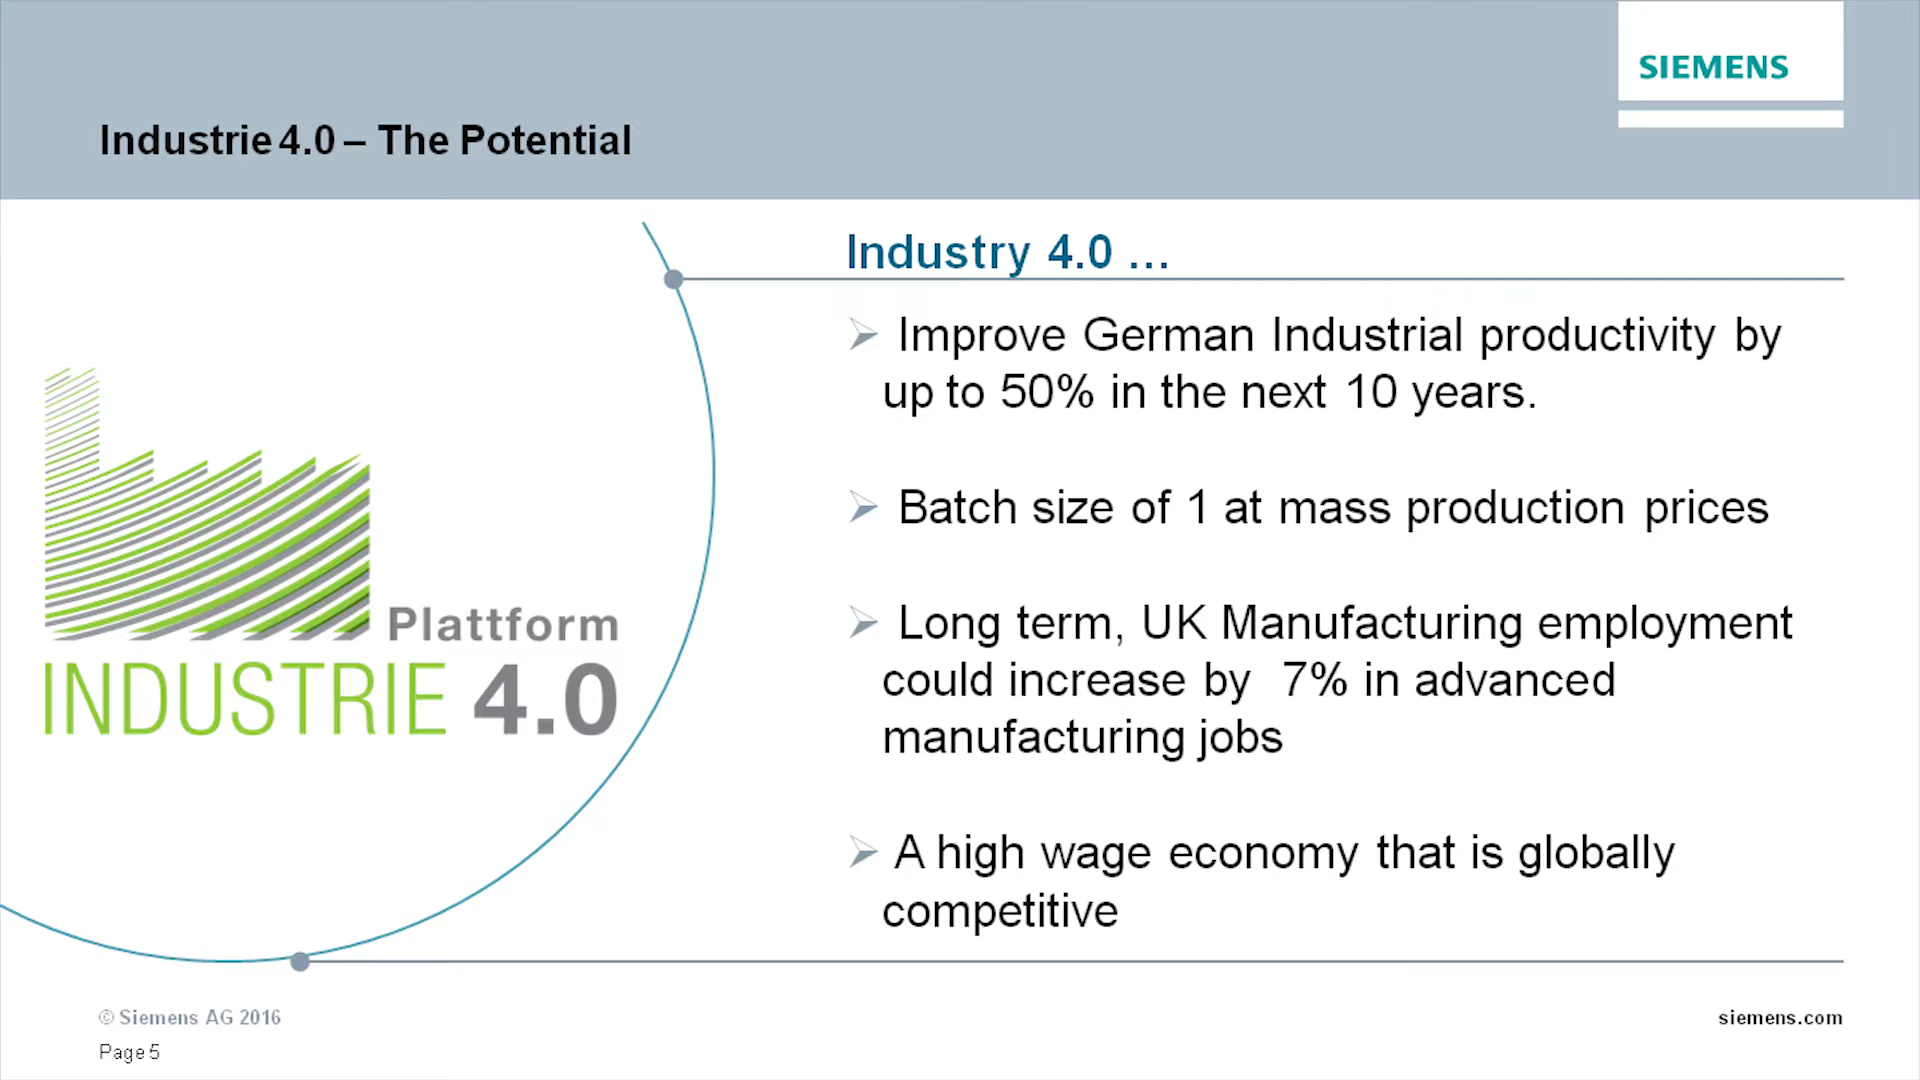 SIEMENS
Industrie 4.0 – The Potential
Industry 4.0 ...
Improve German Industrial productivity by
up to 50% in the next 10 years.
Batch size of 1 at mass production prices
Long term, UK Manufacturing employment
could increase by 7% in advanced
manufacturing jobs
A high wage economy that is globally
competitive
Plattform
INDUSTRIE 4.0
© Siemens AG 2016
siemens.com
Page 5